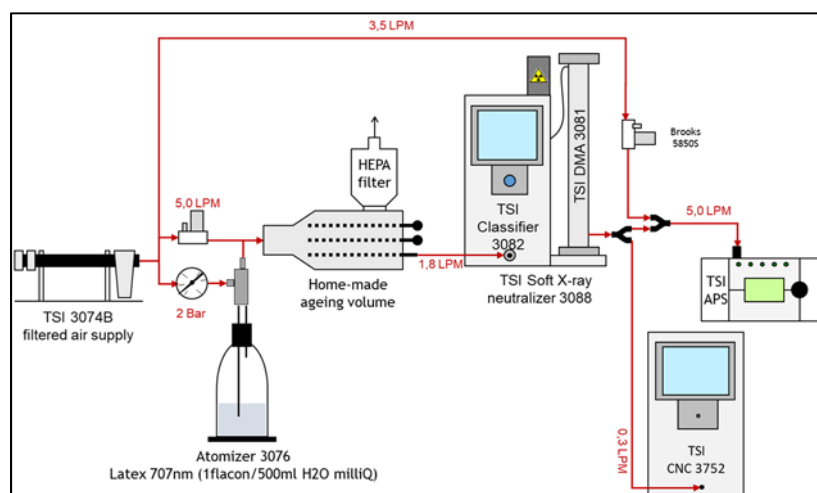 3,5 LPM
HEPA
filter
TSI DMA 3081
Brooks
5850S
5,0 LPM
TSI
Classifier
3082
5,0 LPM
1,8 LPM
TSI 3074B
filtered air supply
2 Bar
Home-made
ageing volume
TSI Soft X-ray
neutralizer 3088
TSI
APS
Atomizer 3076
Latex 707nm (1flacon/500ml H2O milliQ)
0,3 LPM
TSI
CNC 3752